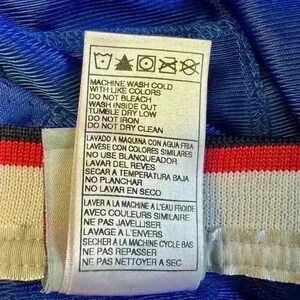 MACHINE WASH COLD
WITH LIKE COLORS
DO NOT BLEACH
WASH INSIDE OUT
TUMBLE DRY LOW
DO NOT IRON
DO NOT DRY CLEAN
LAVADO A MAQUINA CON AGUA FRIA
LAVESE CON COLORES SIMILARES
NO USE BLANQUEADOR
LAVAR DEL REVES
SECAR A TEMPERATURA BAJA
NO PLANCHAR
NO LAVAR EN SECO
LAVER A LA MACHINE A L'EAU FROIDE
AVEC COULEURS SIMILAIRE
NE PAS JAVELLISER
LAVAGE A L'ENVERS
SECHER A LA MACHINE CYCLE BAS
NE PAS REPASSER
NE PAS NETTOYER A SEC